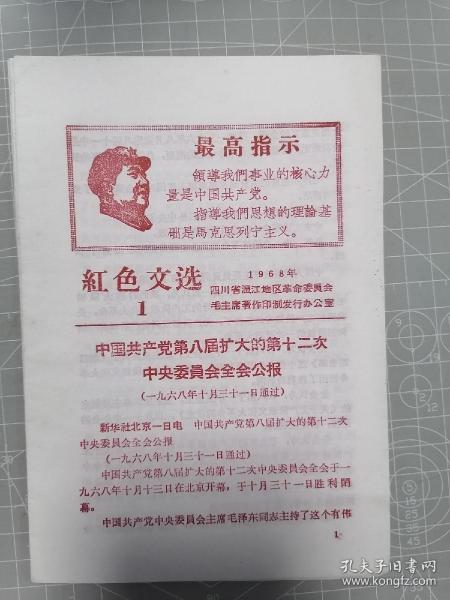 最高指示
領導我們事业的核心力
量是中国共产党。
指導我們思想的理論基
础是馬克思列宁主义。
紅色文选
1
1968年
四川省温江地区革命委員会
毛主席著作印制发行办公室
中国共产党第八届扩大的第十二次
中央委員会全会公报
(一九六八年十月三十一日通过)
新华社北京一日电 中国共产党第八届扩大的第十二次
中央委員会全会公报
(一九六八年十月三十一日通过)
中国共产党第八届扩大的第十二次中央委員会全会于一
九六八年十月十三日在北京开幕，于十月三十一日胜利閉
幕。
中国共产党中央委員会主席毛泽东同志主持了这个有伟
1
孔夫子旧书网
www.kongfz.com